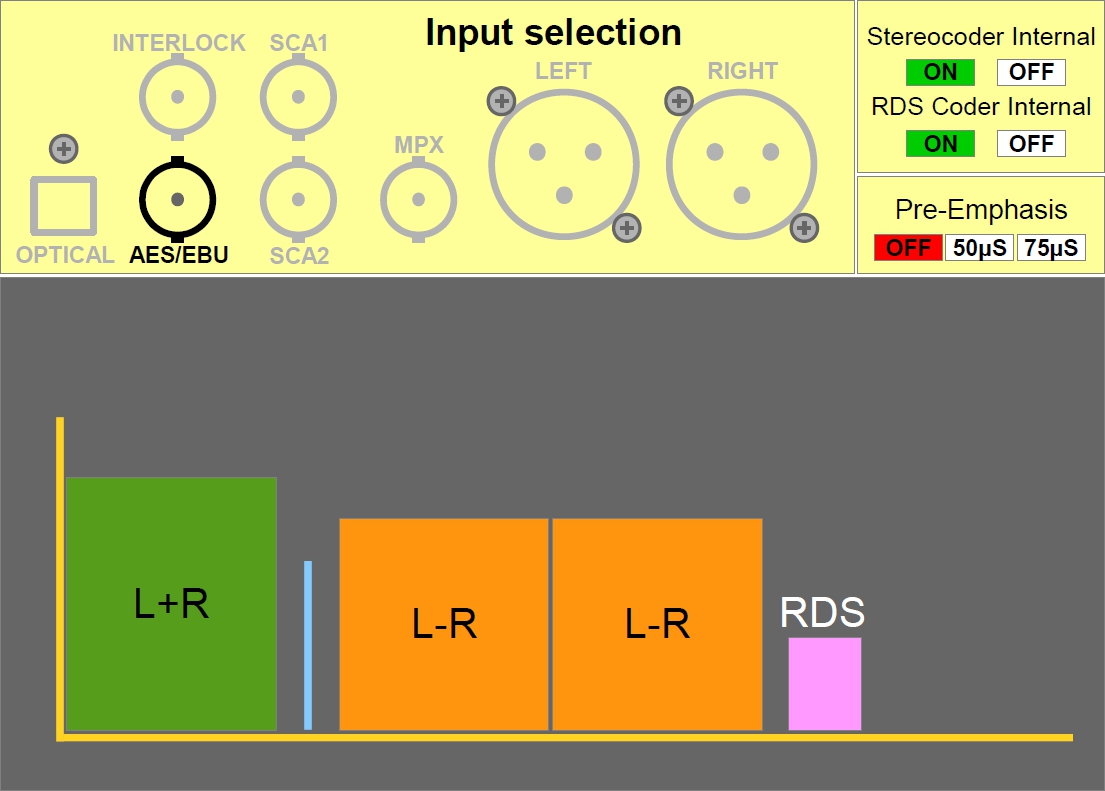 Input selection
INTERLOCK SCA1
LEFT RIGHT
MPX
OPTICAL AES/EBU SCA2
Stereocoder Internal
ON OFF
RDS Coder Internal
ON OFF
Pre-Emphasis
OFF 50µS 75µS
L+R
L-R
L-R
RDS